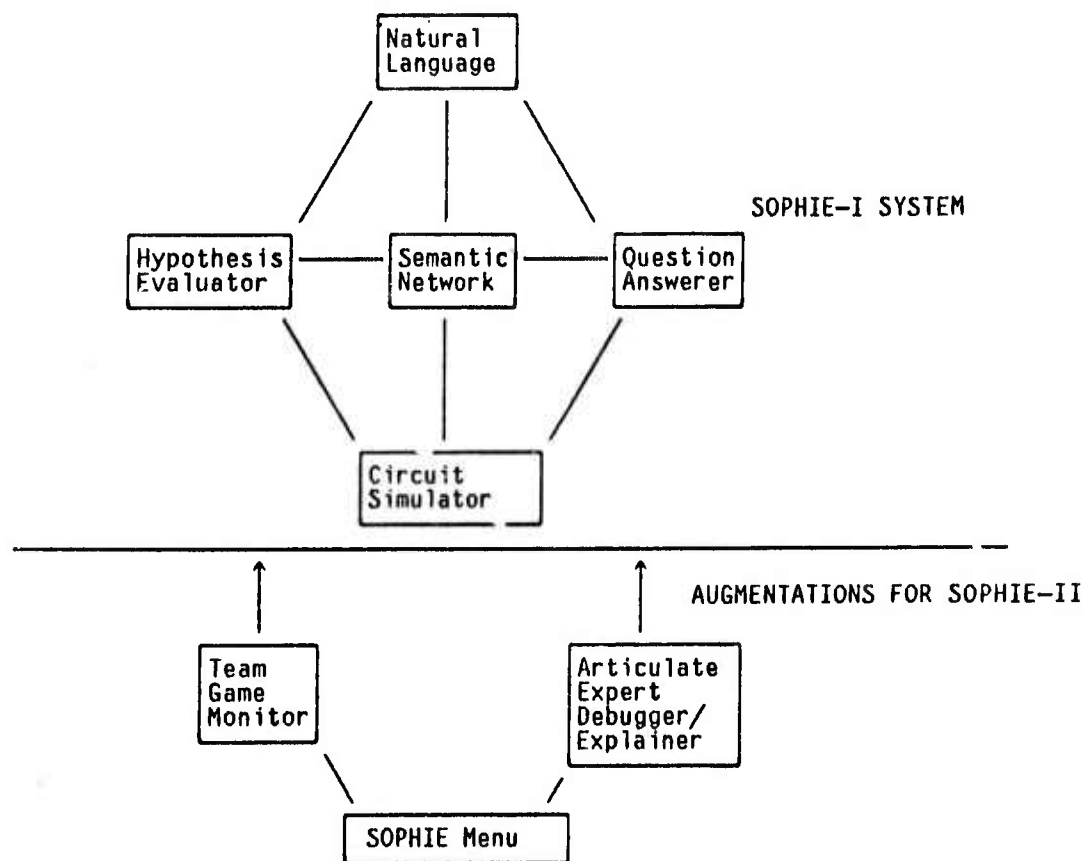 Natural
Language
SOPHIE-I SYSTEM
Hypothesis
Evaluator
Semantic
Network
Question
Answerer
Circuit
Simulator
AUGMENTATIONS FOR SOPHIE-II
Team
Game
Monitor
Articulate
Expert
Debugger/
Explainer
SOPHIE Menu